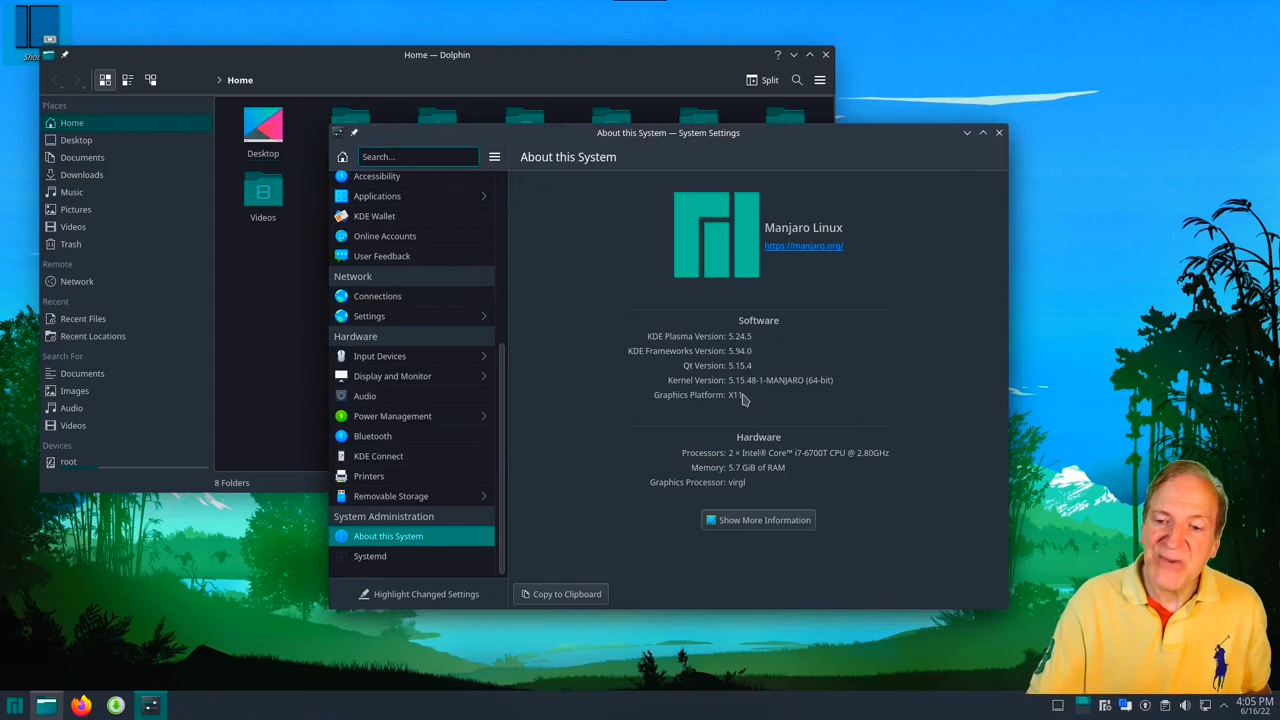 Home — Dolphin
Home
Split
Places
Home
Desktop
Documents
Downloads
Music
Pictures
Videos
Trash
Remote
Network
Recent
Recent Files
Recent Locations
Search For
Documents
Images
Audio
Videos
Devices
root
Desktop
Videos
8 Folders
About this System — System Settings
Search...
About this System
Accessibility
Applications
KDE Wallet
Online Accounts
User Feedback
Network
Connections
Settings
Hardware
Input Devices
Display and Monitor
Audio
Power Management
Bluetooth
KDE Connect
Printers
Removable Storage
System Administration
About this System
Systemd
Highlight Changed Settings
Manjaro Linux
https://manjaro.org/
Software
KDE Plasma Version: 5.24.5
KDE Frameworks Version: 5.94.0
Qt Version: 5.15.4
Kernel Version: 5.15.48-1-MANJARO (64-bit)
Graphics Platform: X11
Hardware
Processors: 2 × Intel® Core™ i7-6700T CPU @ 2.80GHz
Memory: 5.7 GiB of RAM
Graphics Processor: virgl
Show More Information
Copy to Clipboard
4:05 PM
6/16/22